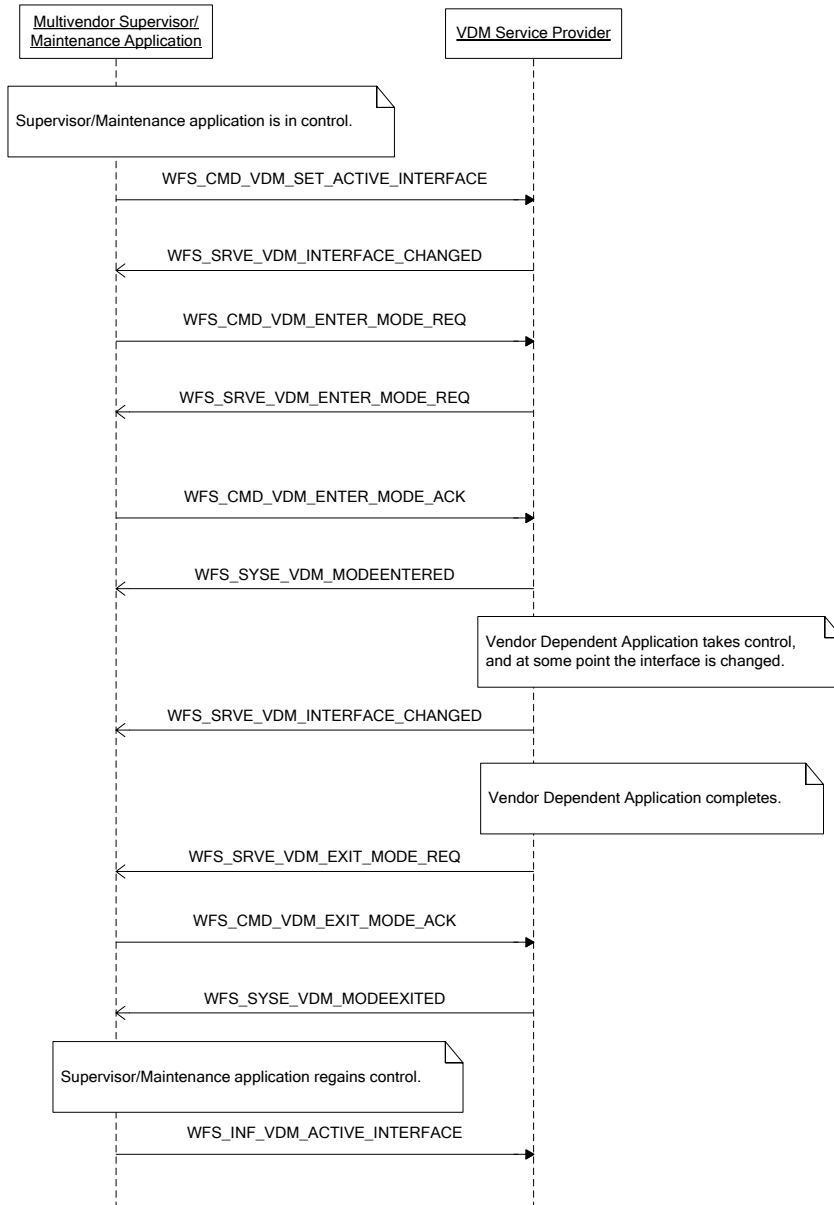 Multivendor Supervisor/
Maintenance Application
VDM Service Provider
Supervisor/Maintenance application is in control.
WFS_CMD_VDM_SET_ACTIVE_INTERFACE
WFS_SRVE_VDM_INTERFACE_CHANGED
WFS_CMD_VDM_ENTER_MODE_REQ
WFS_SRVE_VDM_ENTER_MODE_REQ
WFS_CMD_VDM_ENTER_MODE_ACK
WFS_SYSE_VDM_MODEENTERED
Vendor Dependent Application takes control,
and at some point the interface is changed.
WFS_SRVE_VDM_INTERFACE_CHANGED
Vendor Dependent Application completes.
WFS_SRVE_VDM_EXIT_MODE_REQ
WFS_CMD_VDM_EXIT_MODE_ACK
WFS_SYSE_VDM_MODEEXITED
Supervisor/Maintenance application regains control.
WFS_INF_VDM_ACTIVE_INTERFACE